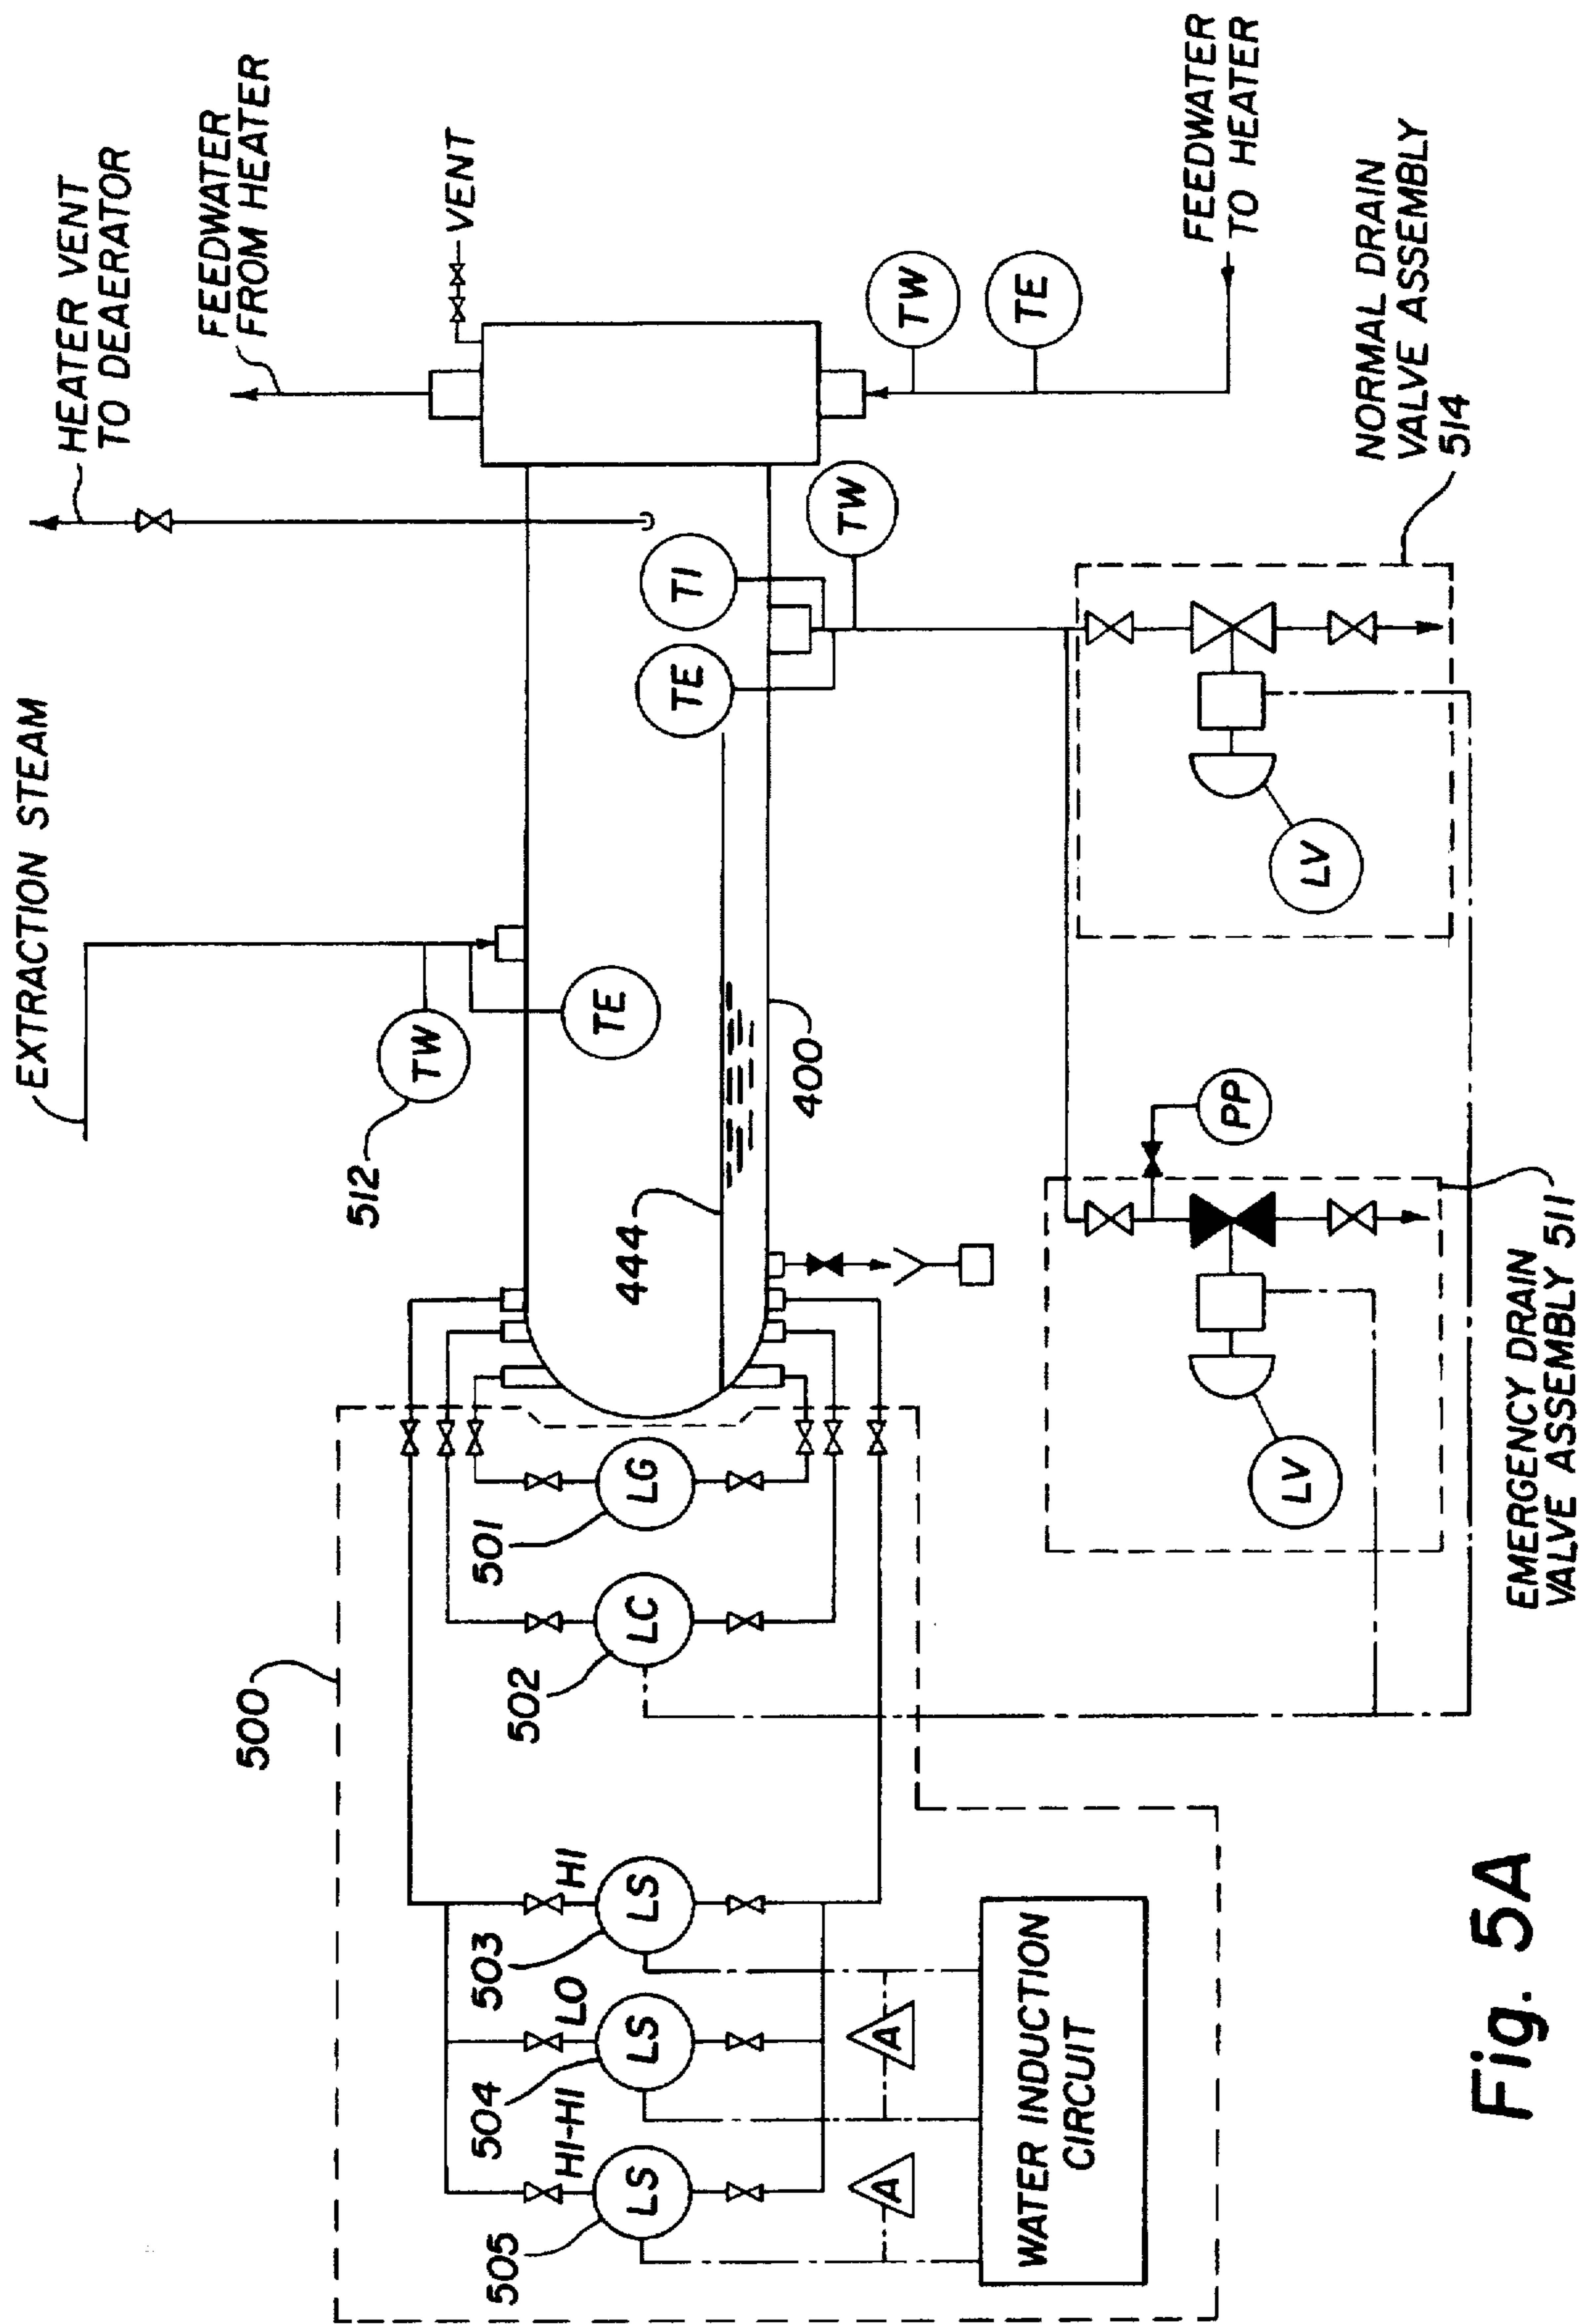 EXTRACTION STEAM
HEATER VENT
TO DEAERATOR
FEEDWATER
FROM HEATER
VENT
500
512
TW
TE
444
400
TE
TI
TW
TW
TE
FEEDWATER
TO HEATER
505
HI-HI
LS
504
LO
LS
503
HI
LS
502
LC
501
LG
A
A
WATER INDUCTION
CIRCUIT
PP
LV
LV
NORMAL DRAIN
VALVE ASSEMBLY
514
EMERGENCY DRAIN
VALVE ASSEMBLY 511
Fig. 5A